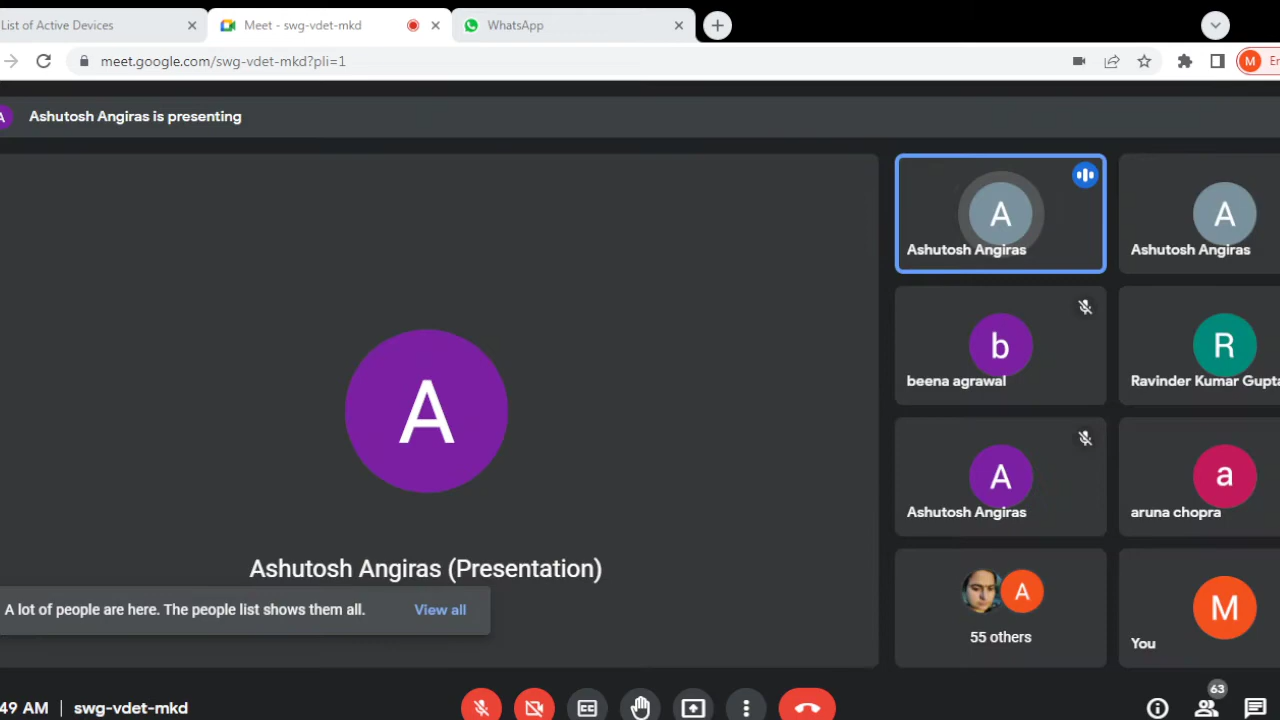 List of Active Devices
Meet - swg-vdet-mkd
WhatsApp
meet.google.com/swg-vdet-mkd?pli=1
M
A
Ashutosh Angiras is presenting
A
Ashutosh Angiras
A
Ashutosh Angiras
b
beena agrawal
R
Ravinder Kumar Gupta
A
Ashutosh Angiras (Presentation)
A
Ashutosh Angiras
a
aruna chopra
A lot of people are here. The people list shows them all. View all
A
55 others
M
You
49 AM | swg-vdet-mkd
63